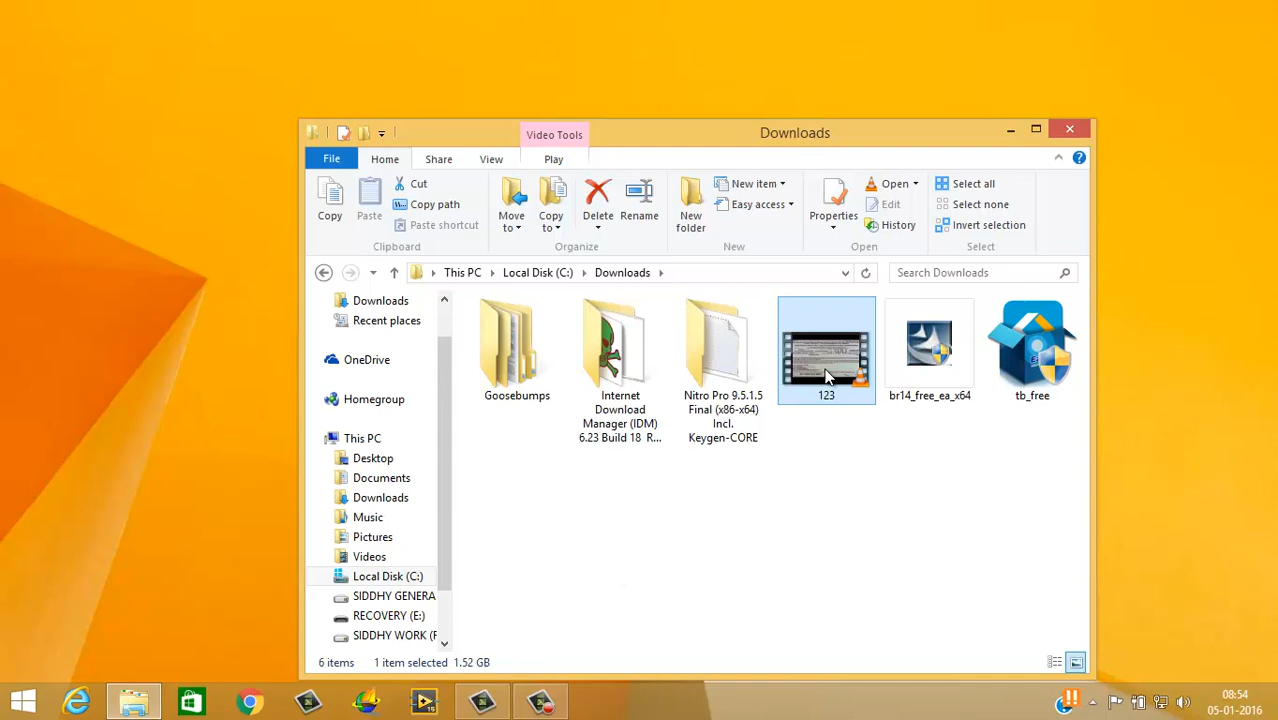 Video Tools
Downloads
File
Home
Share
View
Play
Copy
Paste
Cut
Copy path
Paste shortcut
Clipboard
Move to
Copy to
Delete
Rename
Organize
New folder
New item
Easy access
New
Properties
Open
Edit
History
Open
Select all
Select none
Invert selection
Select
This PC
Local Disk (C:)
Downloads
Search Downloads
Downloads
Recent places
OneDrive
Homegroup
This PC
Desktop
Documents
Downloads
Music
Pictures
Videos
Local Disk (C:)
SIDDHY GENERA
RECOVERY (E:)
SIDDHY WORK (F
Goosebumps
Internet
Download
Manager (IDM)
6.23 Build 18 R...
Nitro Pro 9.5.1.5
Final (x86-x64)
Incl.
Keygen-CORE
123
br14_free_ea_x64
tb_free
6 items
1 item selected 1.52 GB
08:54
05-01-2016